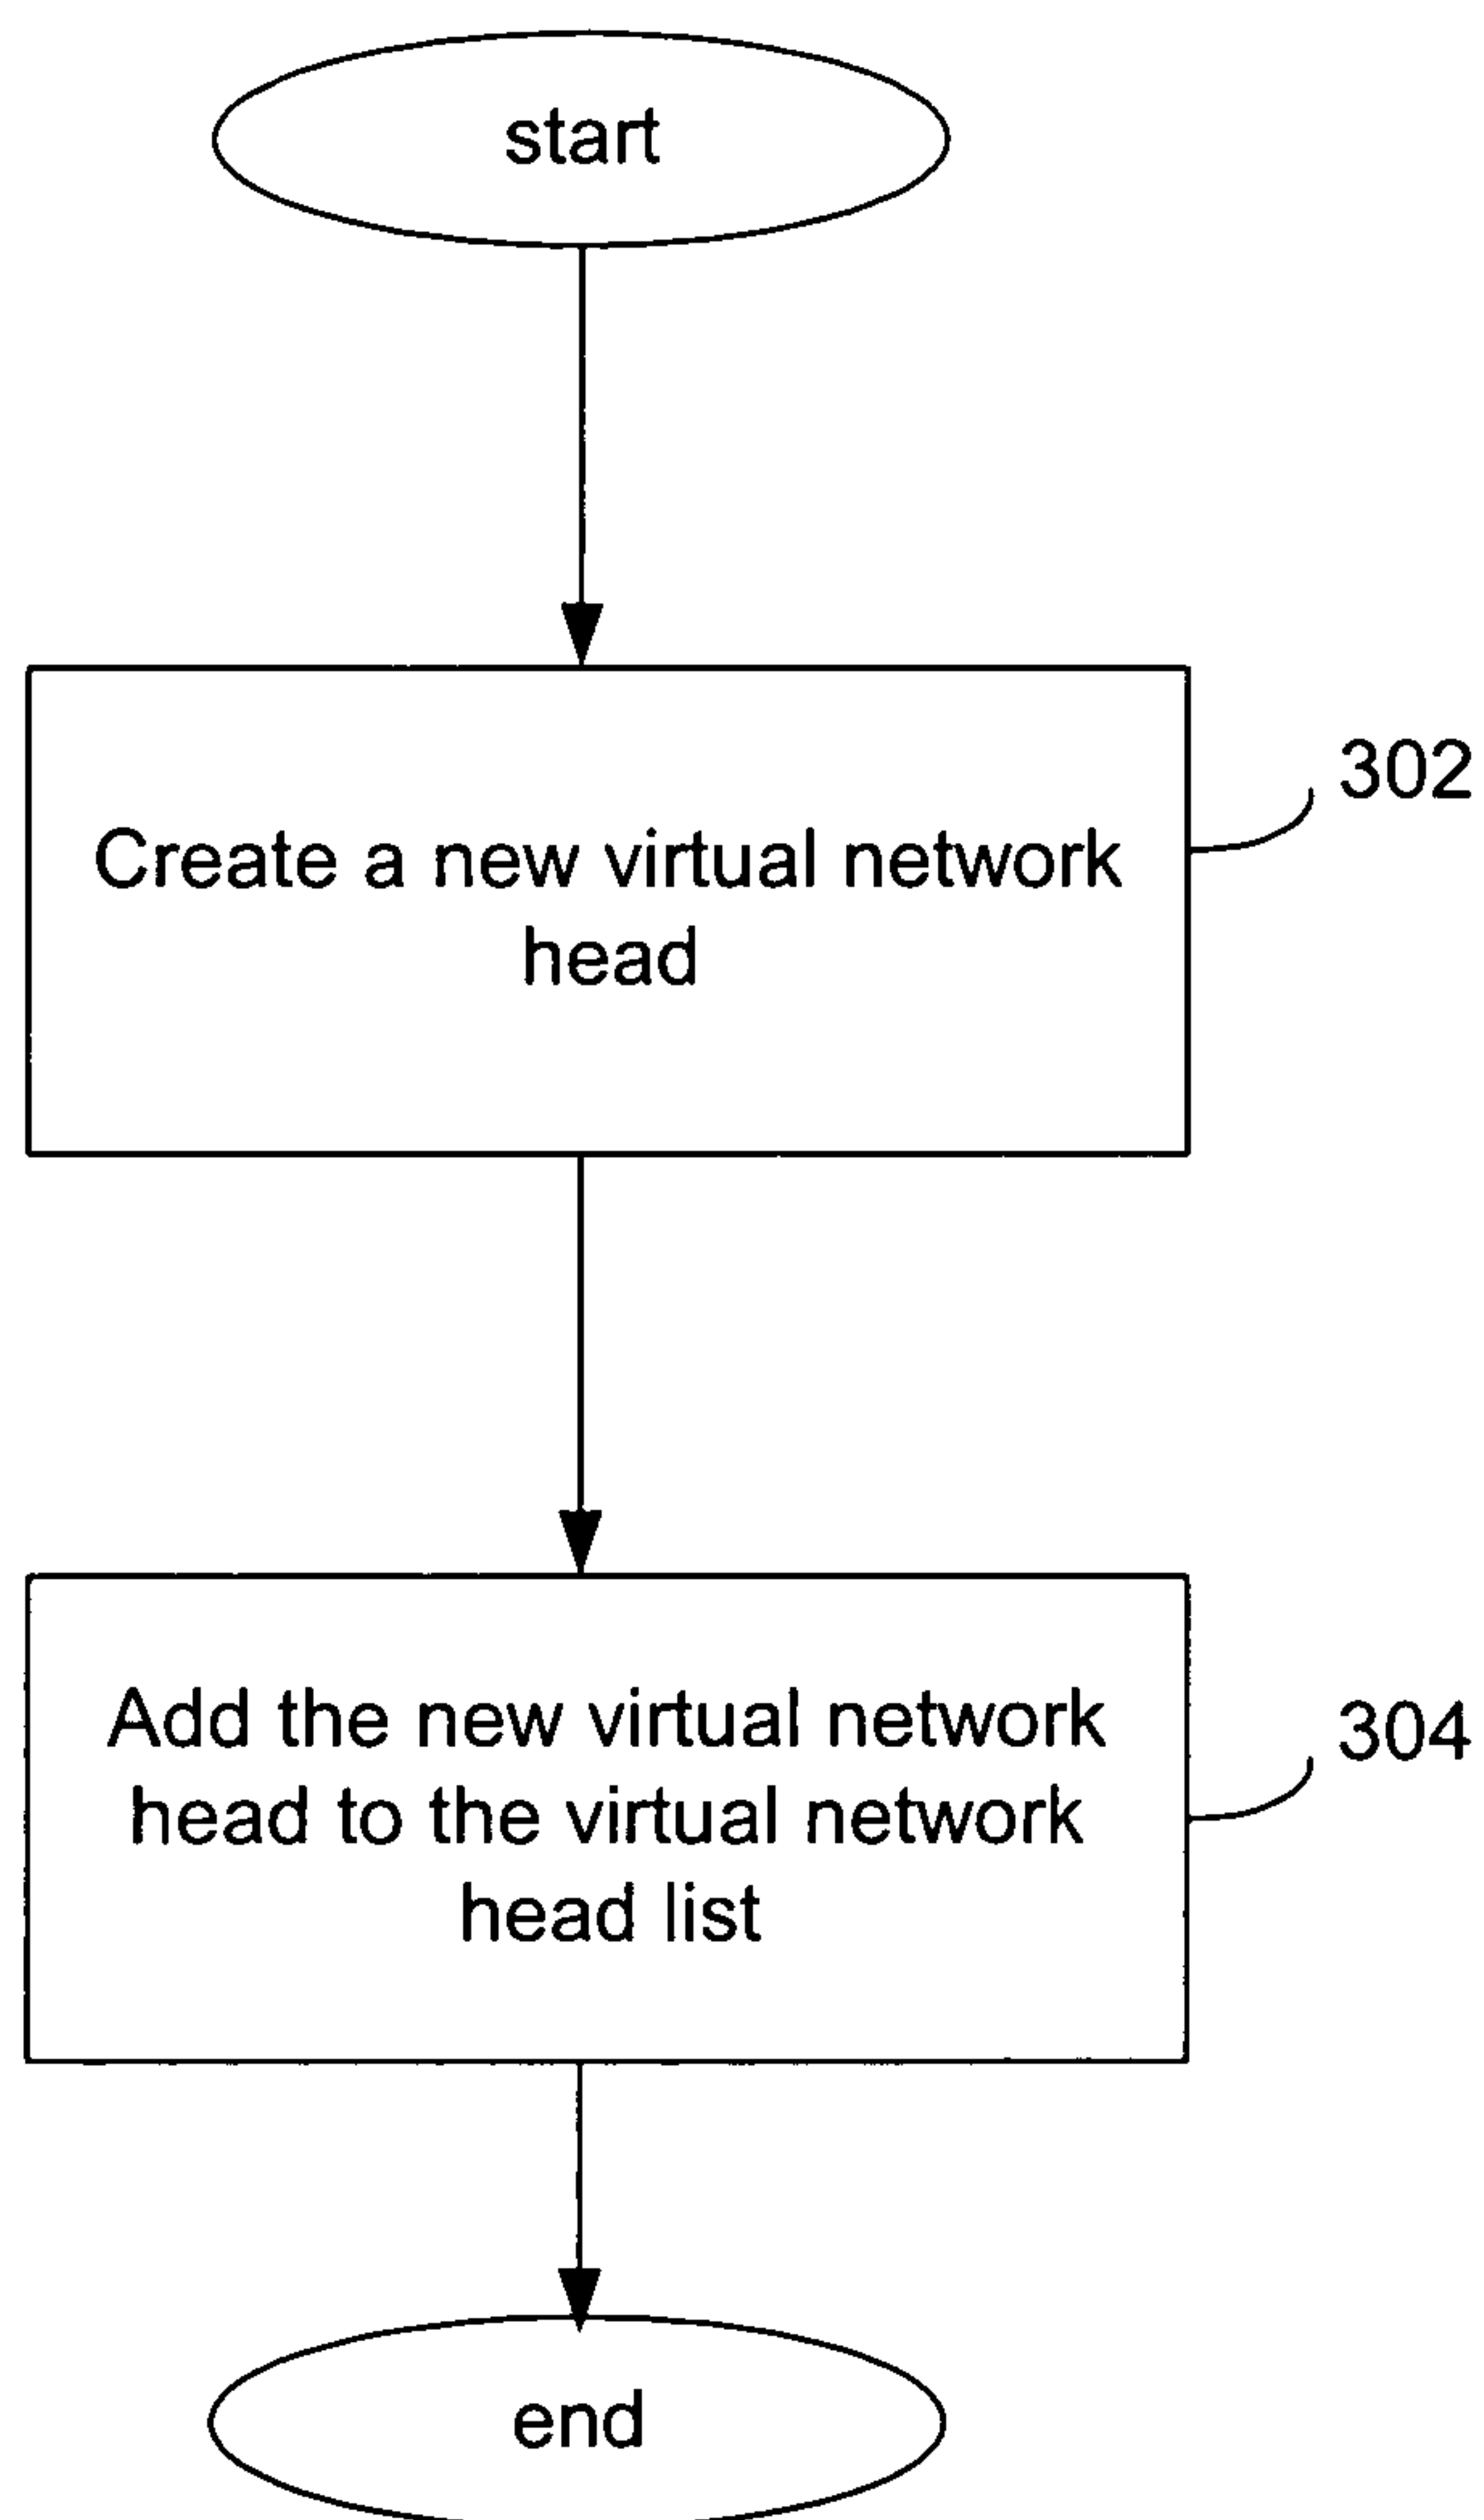 start
302
Create a new virtual network
head
304
Add the new virtual network
head to the virtual network
head list
end